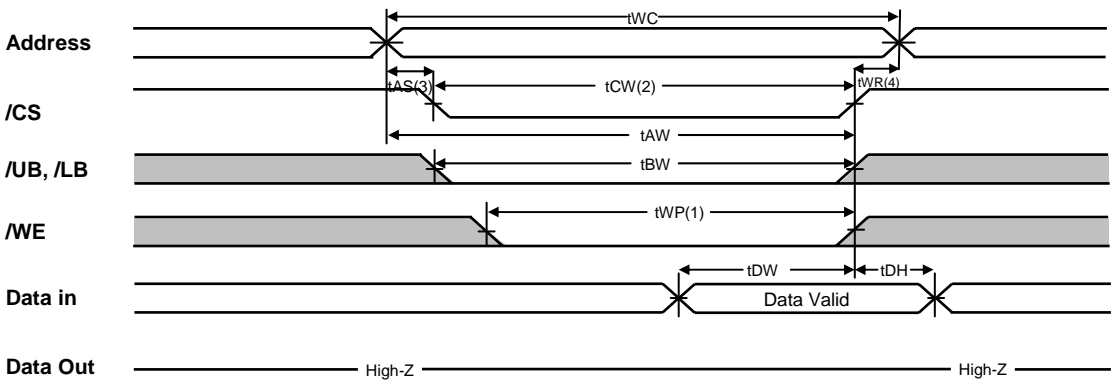 tWC
Address
tAS(3)
tCW(2)
tWR(4)
/CS
tAW
/UB, /LB
tBW
/WE
tWP(1)
tDW
tDH
Data in
Data Valid
Data Out
High-Z
High-Z